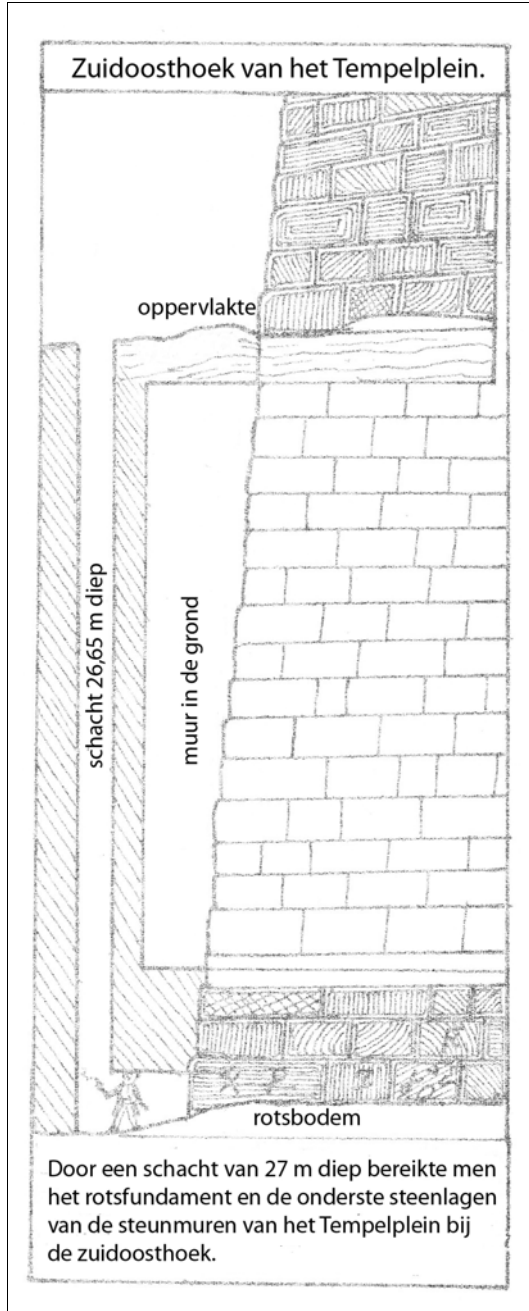 Zuidoosthoek van het Tempelplein.
oppervlakte
schacht 26,65 m diep
muur in de grond
rotsbodem
Door een schacht van 27 m diep bereikte men
het rotsfundament en de onderste steenlagen
van de steunmuren van het Tempelplein bij
de zuidoosthoek.